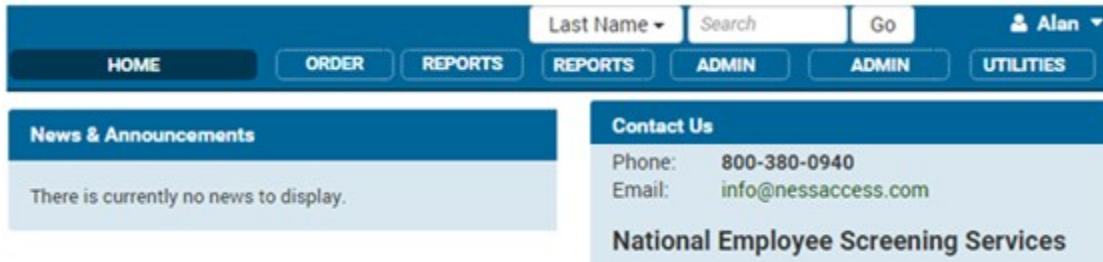 Last Name Search Go Alan
HOME ORDER REPORTS REPORTS ADMIN ADMIN UTILITIES
News & Announcements
There is currently no news to display.
Contact Us
Phone: 800-380-0940
Email: info@nessaccess.com
National Employee Screening Services